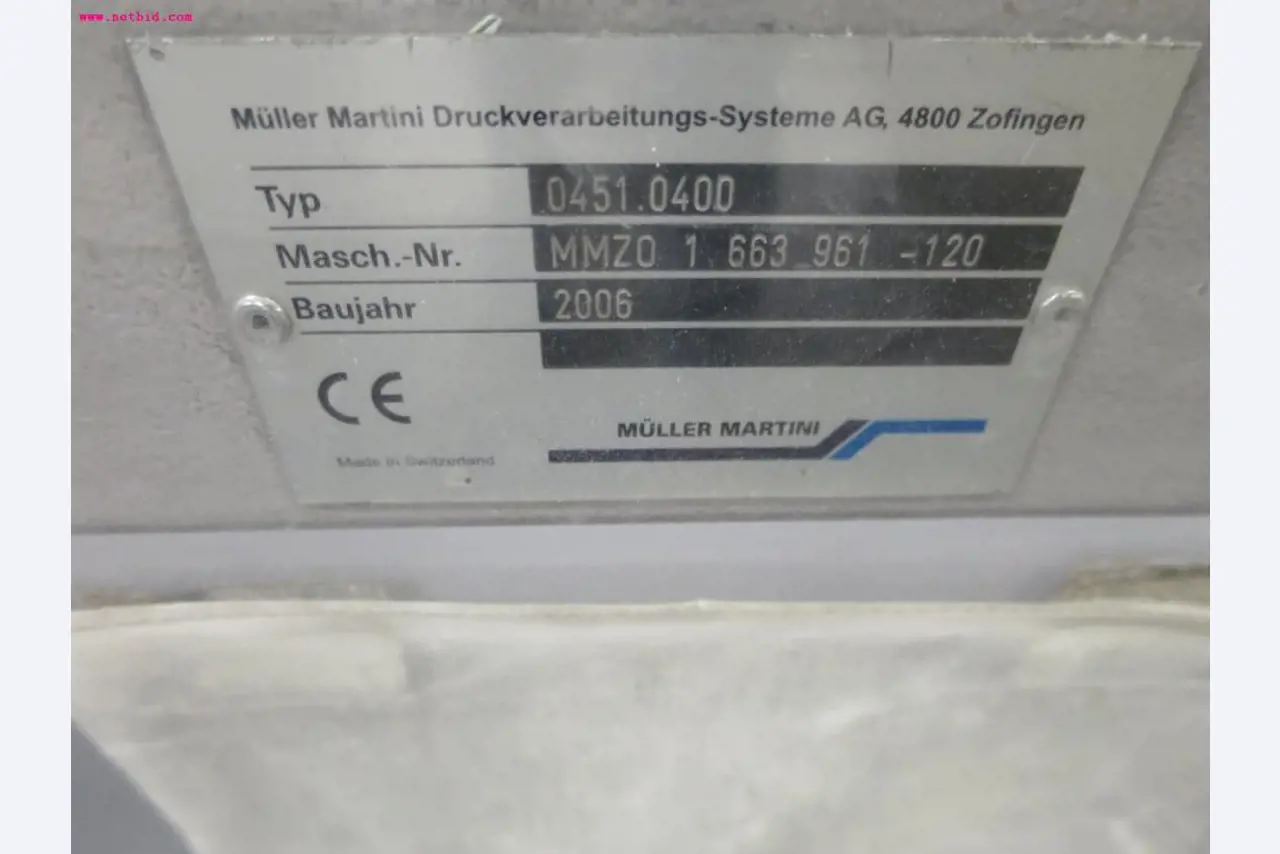 www.netbid.com
Müller Martini Druckverarbeitungs-Systeme AG, 4800 Zofingen
Typ 0451.0400
Masch.-Nr. MMZO 1 663 961 -120
Baujahr 2006
CE
MÜLLER MARTINI
Made in Switzerland